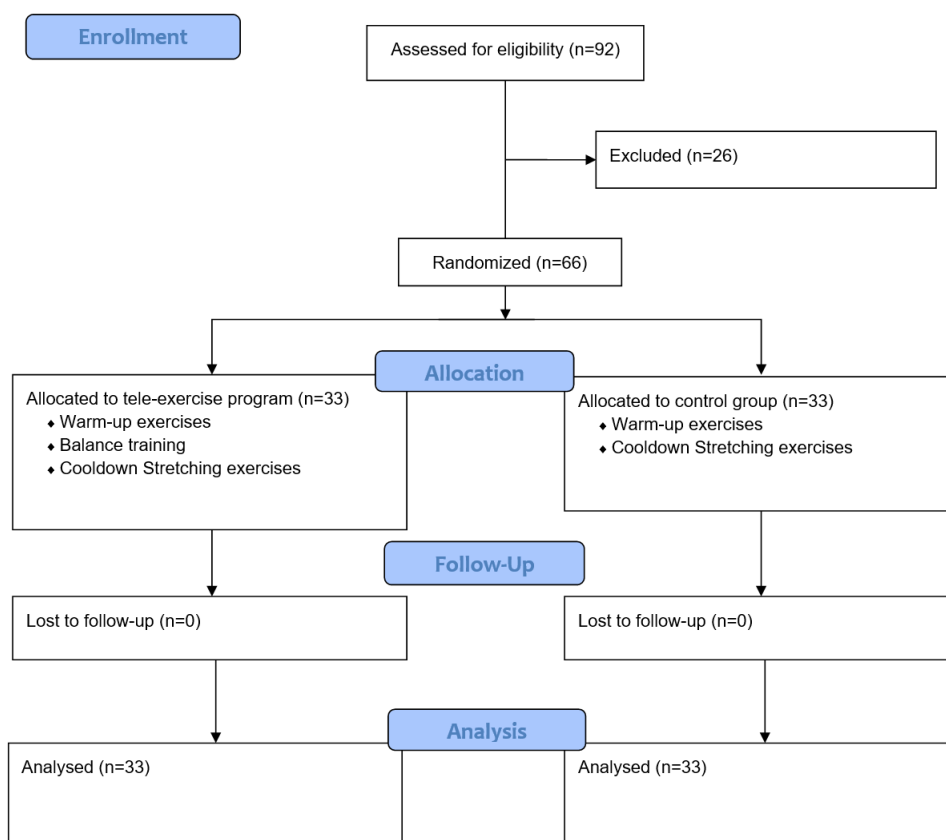 Enrollment
Assessed for eligibility (n=92)
Excluded (n=26)
Randomized (n=66)
Allocation
Allocated to tele-exercise program (n=33)
⬥ Warm-up exercises
⬥ Balance training
⬥ Cooldown Stretching exercises
Allocated to control group (n=33)
⬥ Warm-up exercises
⬥ Cooldown Stretching exercises
Follow-Up
Lost to follow-up (n=0)
Lost to follow-up (n=0)
Analysis
Analysed (n=33)
Analysed (n=33)